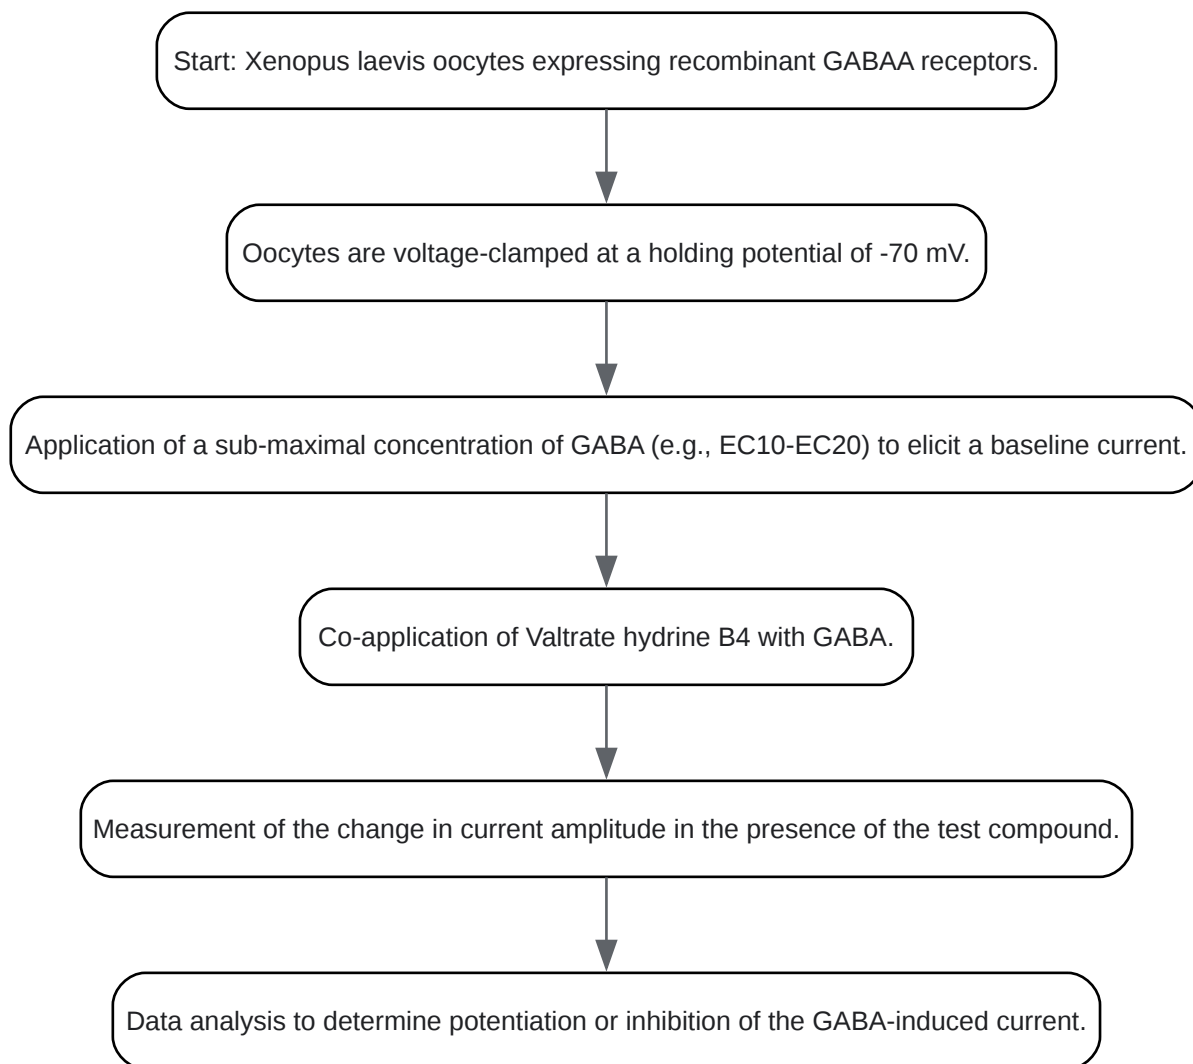 Start: Xenopus laevis oocytes expressing recombinant GABAA receptors.
Oocytes are voltage-clamped at a holding potential of -70 mV.
Application of a sub-maximal concentration of GABA (e.g., EC10-EC20) to elicit a baseline current.
Co-application of Valtrate hydrine B4 with GABA.
Measurement of the change in current amplitude in the presence of the test compound.
Data analysis to determine potentiation or inhibition of the GABA-induced current.